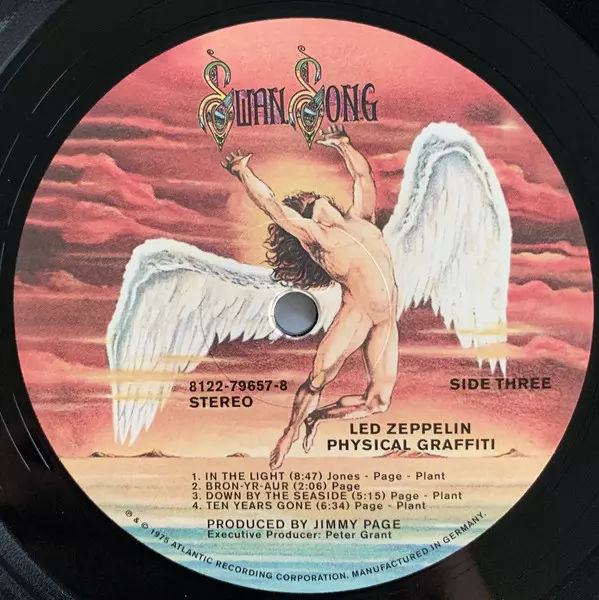 Swan Song
8122-79657-8
STEREO
SIDE THREE
LED ZEPPELIN
PHYSICAL GRAFFITI
1. IN THE LIGHT (8:47) Jones - Page - Plant
2. BRON-YR-AUR (2:06) Page
3. DOWN BY THE SEASIDE (5:15) Page - Plant
4. TEN YEARS GONE (6:34) Page - Plant
PRODUCED BY JIMMY PAGE
Executive Producer: Peter Grant
℗ & © 1975 ATLANTIC RECORDING CORPORATION. MANUFACTURED IN GERMANY.